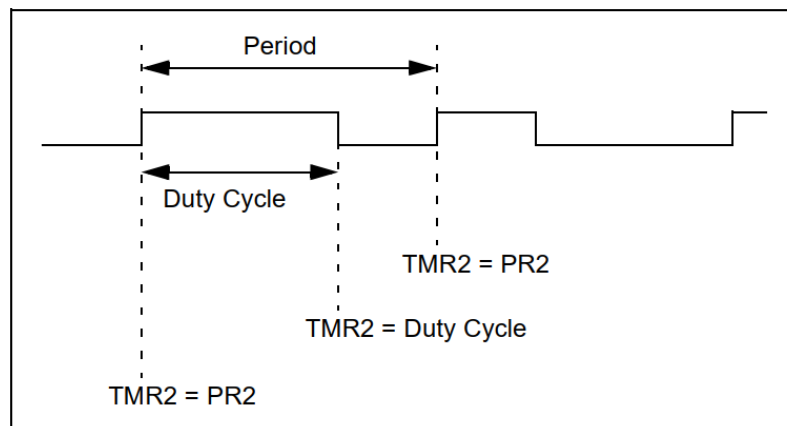 Period
Duty Cycle
TMR2 = PR2
TMR2 = Duty Cycle
TMR2 = PR2